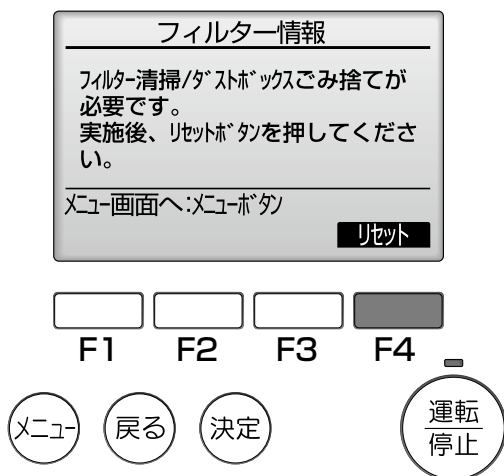 フィルター情報
フィルター清掃/ダストボックスごみ捨てが
必要です。
実施後、リセットボタンを押してくださ
い。
メニュー画面へ:メニューボタン
リセット
F1 F2 F3 F4
メニュー 戻る 決定 運転
停止